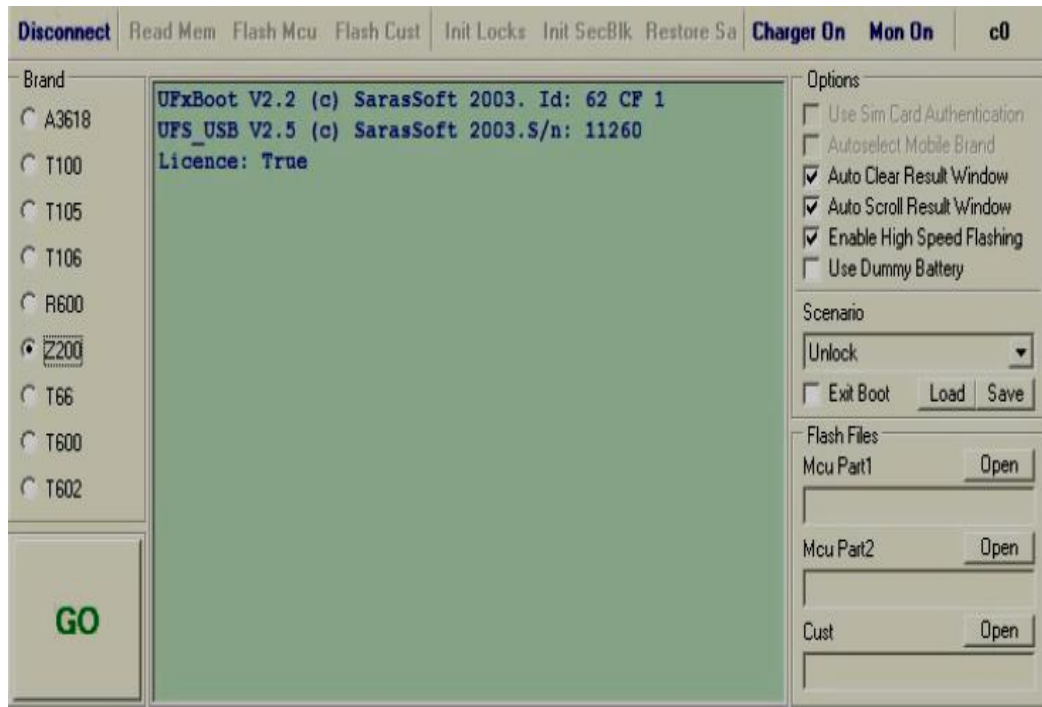 Disconnect Read Mem Flash Mcu Flash Cust Init Locks Init SecBlk Restore Sa Charger On Mon On c0
Brand
A3618
T100
T105
T106
R600
Z200
T66
T600
T602
GO
UFxBoot V2.2 (c) SarasSoft 2003. Id: 62 CF 1
UFS_USB V2.5 (c) SarasSoft 2003.S/n: 11260
Licence: True
Options
Use Sim Card Authentication
Autoselect Mobile Brand
Auto Clear Result Window
Auto Scroll Result Window
Enable High Speed Flashing
Use Dummy Battery
Scenario
Unlock
Exit Boot Load Save
Flash Files
Mcu Part1 Open
Mcu Part2 Open
Cust Open